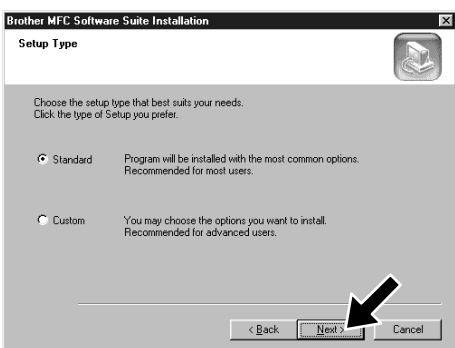 Brother MFC Software Suite Installation
Setup Type
Choose the setup type that best suits your needs.
Click the type of Setup you prefer.
Standard Program will be installed with the most common options.
Recommended for most users.
Custom You may choose the options you want to install.
Recommended for advanced users.
< Back Next > Cancel